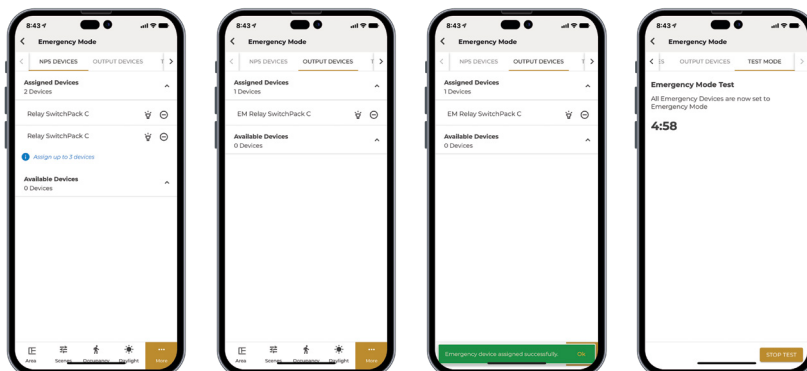 8:43
Emergency Mode
NPS DEVICES
OUTPUT DEVICES
T
Assigned Devices
2 Devices
Relay SwitchPack C
Relay SwitchPack C
Assign up to 3 devices
Available Devices
0 Devices
Area
Scenes
Occupancy
Daylight
More
8:43
Emergency Mode
NPS DEVICES
OUTPUT DEVICES
T
Assigned Devices
1 Devices
EM Relay SwitchPack C
Available Devices
0 Devices
Area
Scenes
Occupancy
Daylight
More
8:43
Emergency Mode
NPS DEVICES
OUTPUT DEVICES
T
Assigned Devices
1 Devices
EM Relay SwitchPack C
Available Devices
0 Devices
Emergency device assigned successfully.
Ok
8:43
Emergency Mode
ES
OUTPUT DEVICES
TEST MODE
Emergency Mode Test
All Emergency Devices are now set to
Emergency Mode
4:58
STOP TEST